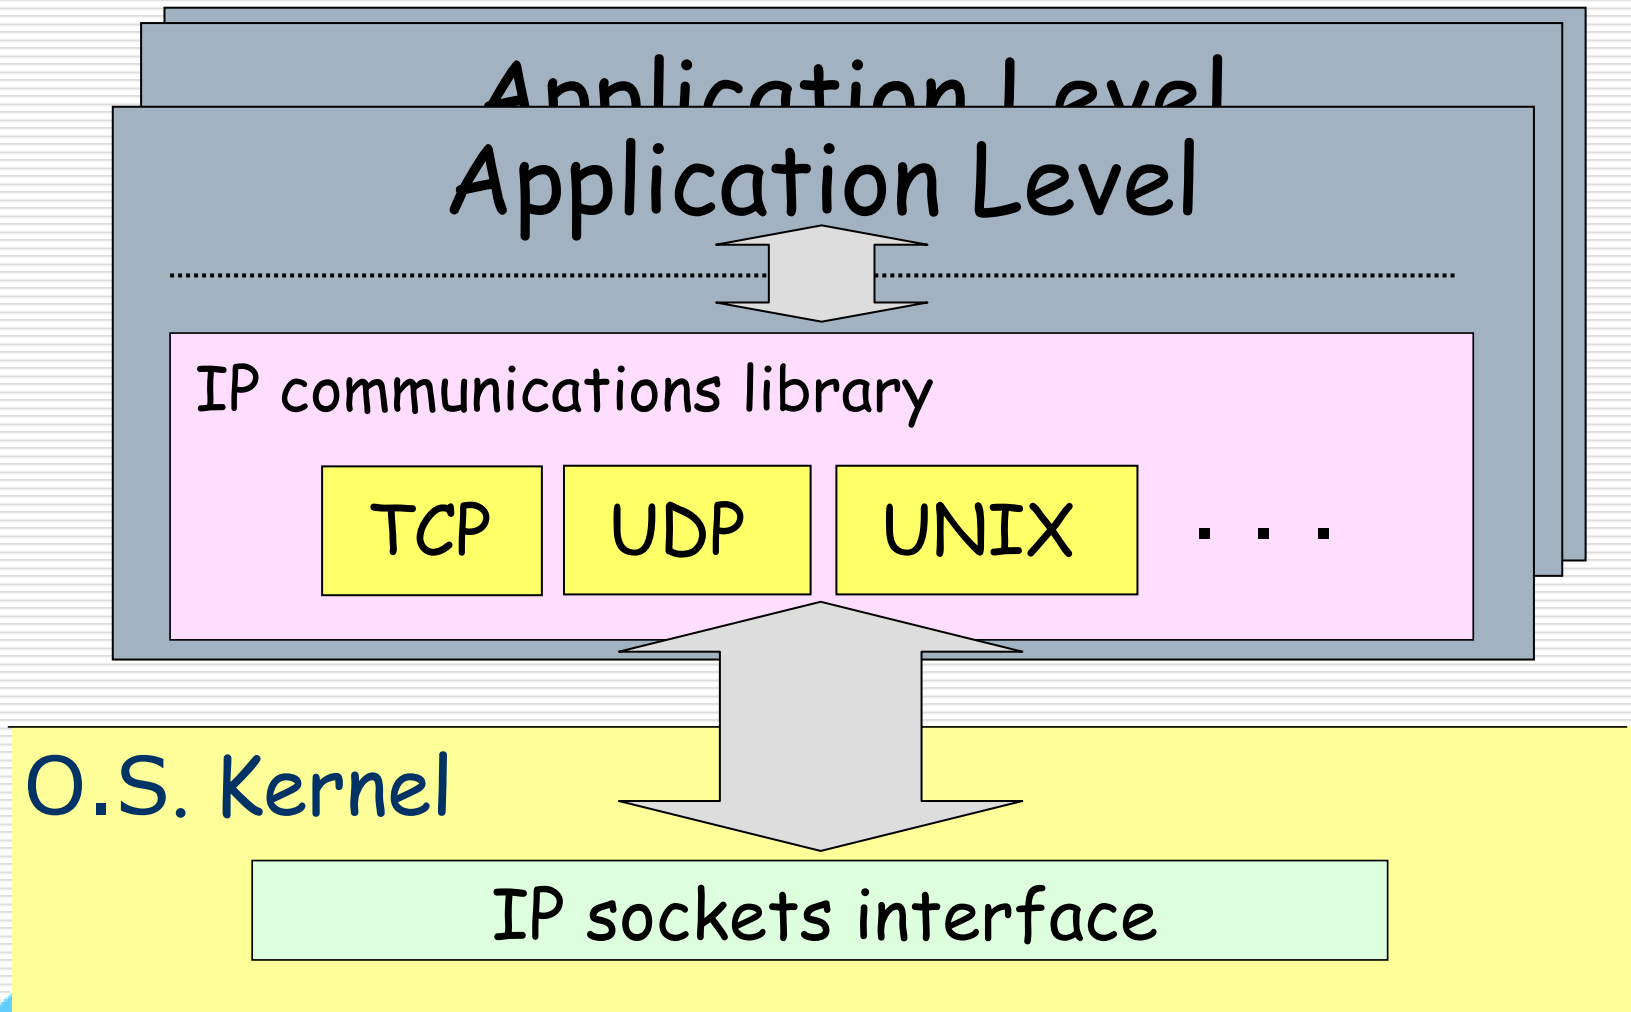 Application Level
Application Level
IP communications library
TCP UDP UNIX . . .
O.S. Kernel
IP sockets interface